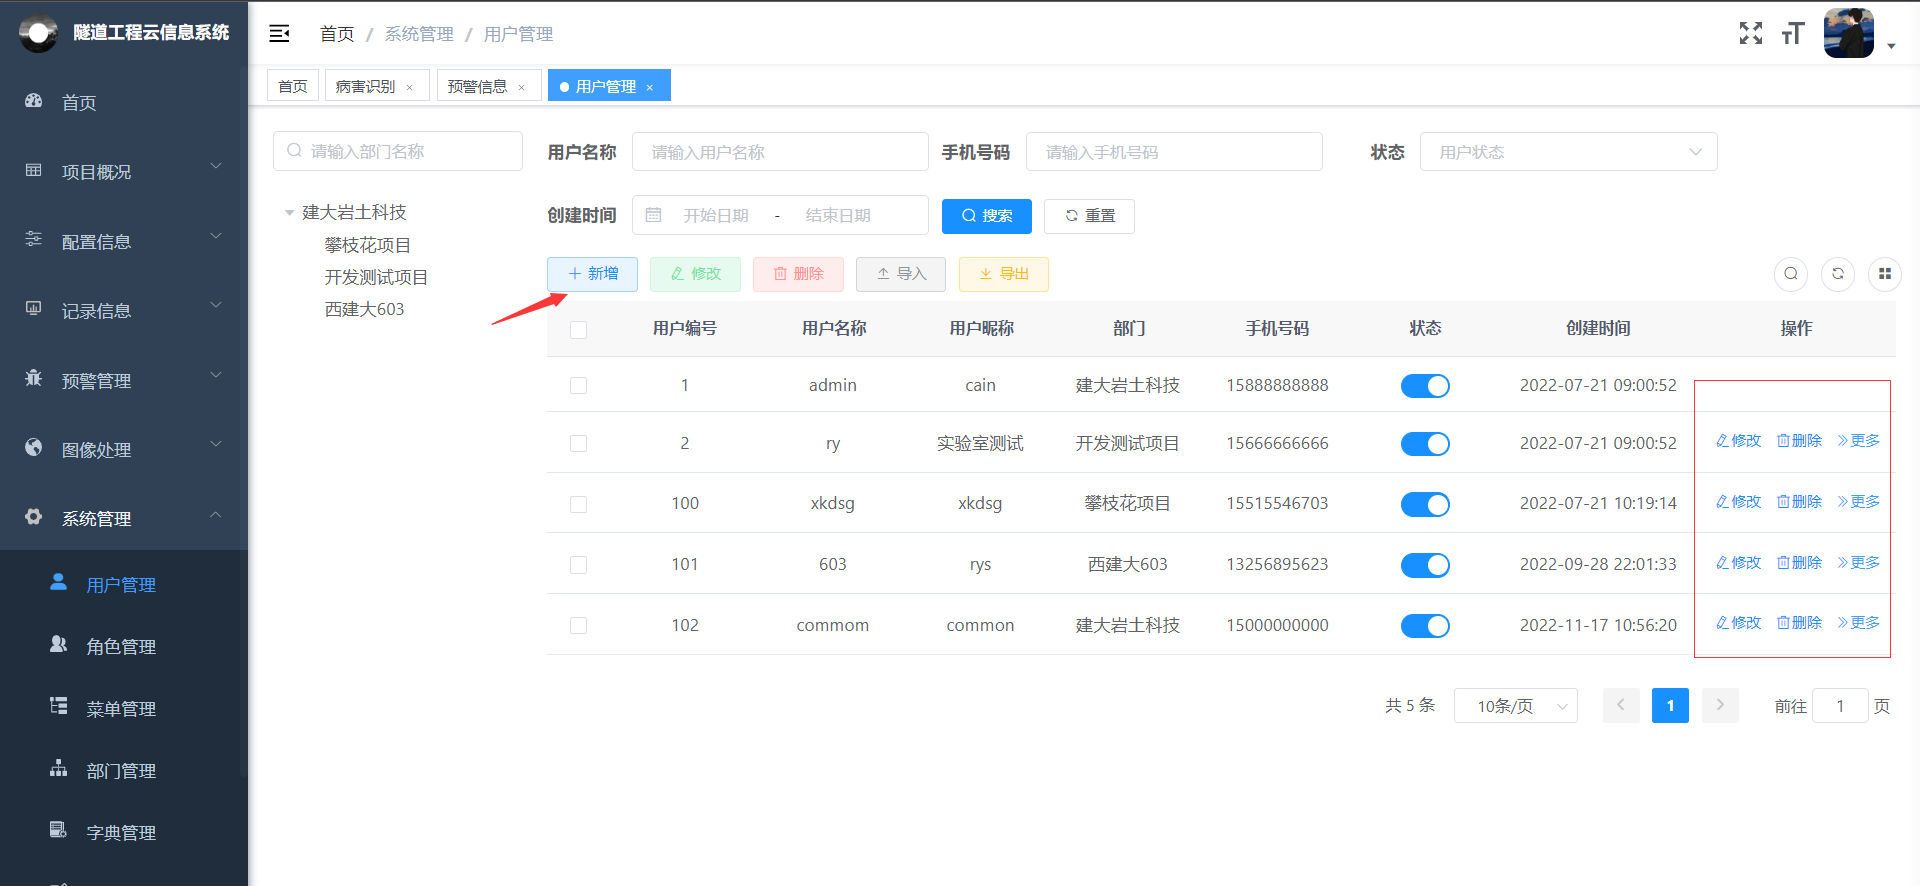 隧道工程云信息系统
首页 / 系统管理 / 用户管理
首页
病害识别 ×
预警信息 ×
用户管理 ×
首页
项目概况
配置信息
记录信息
预警管理
图像处理
系统管理
用户管理
角色管理
菜单管理
部门管理
字典管理
请输入部门名称
建大岩土科技
攀枝花项目
开发测试项目
西建大603
用户名称 请输入用户名称 手机号码 请输入手机号码 状态 用户状态
创建时间 开始日期 - 结束日期 搜索 重置
新增 修改 删除 导入 导出
用户编号 用户名称 用户昵称 部门 手机号码 状态 创建时间 操作
1 admin cain 建大岩土科技 15888888888 2022-07-21 09:00:52
2 ry 实验室测试 开发测试项目 15666666666 2022-07-21 09:00:52 修改 删除 更多
100 xkdsg xkdsg 攀枝花项目 15515546703 2022-07-21 10:19:14 修改 删除 更多
101 603 rys 西建大603 13256895623 2022-09-28 22:01:33 修改 删除 更多
102 commom common 建大岩土科技 15000000000 2022-11-17 10:56:20 修改 删除 更多
共 5 条 10条/页 1 前往 1 页